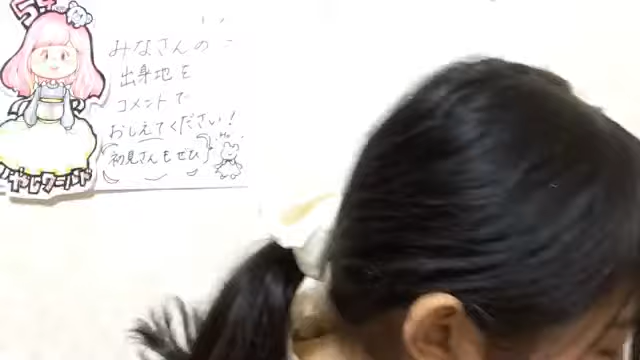 みなさんの
出身地を
コメントで
おしえてください!
初見さんもぜひ